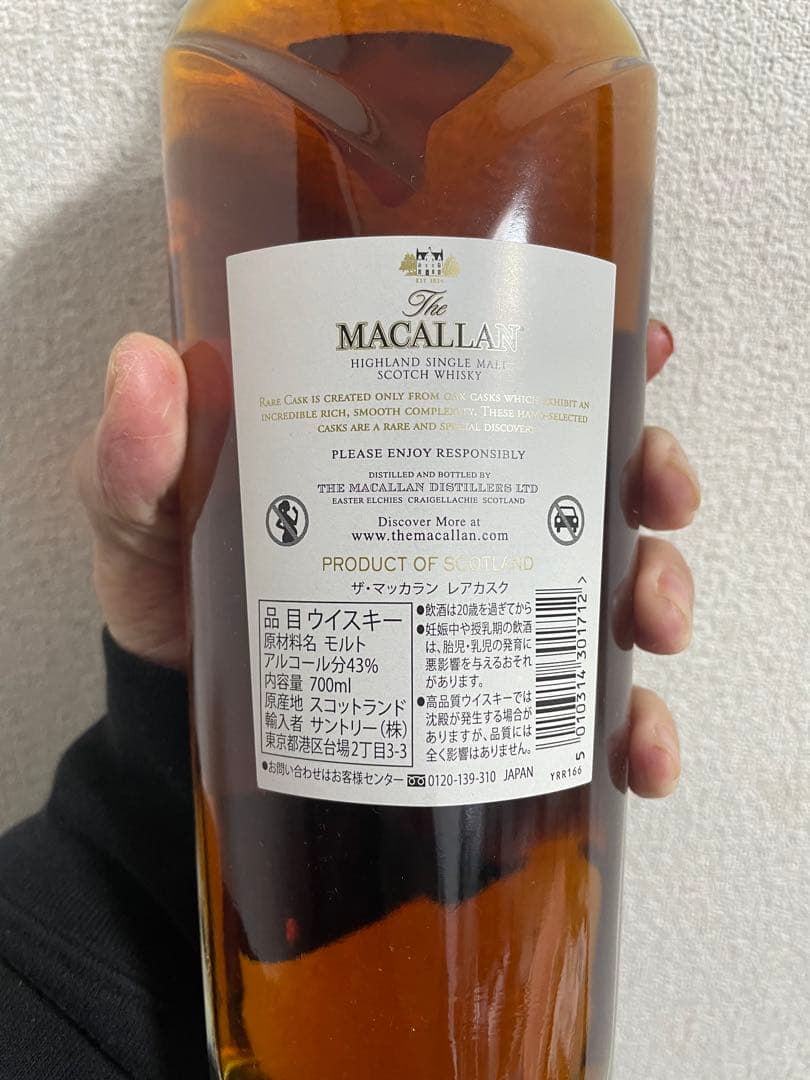 EST 1824
The
MACALLAN
HIGHLAND SINGLE MALT
SCOTCH WHISKY
RARE CASK IS CREATED ONLY FROM OAK CASKS WHICH EXHIBIT AN
INCREDIBLE RICH, SMOOTH COMPLEXITY. THESE HAND-SELECTED
CASKS ARE A RARE AND SPECIAL DISCOVERY.
PLEASE ENJOY RESPONSIBLY
DISTILLED AND BOTTLED BY
THE MACALLAN DISTILLERS LTD
EASTER ELCHIES CRAIGELLACHIE SCOTLAND
Discover More at
www.themacallan.com
PRODUCT OF SCOTLAND
ザ・マッカラン レアカスク
品目 ウイスキー
原材料名 モルト
アルコール分43%
内容量 700ml
原産地 スコットランド
輸入者 サントリー(株)
東京都港区台場2丁目3-3
●飲酒は20歳を過ぎてから
●妊娠中や授乳期の飲酒
は、胎児・乳児の発育に
悪影響を与えるおそれ
があります。
●高品質ウイスキーでは
沈殿が発生する場合が
ありますが、品質には
全く影響はありません。
●お問い合わせはお客様センター 0120-139-310 JAPAN
YRR166
5 010314 301712 >